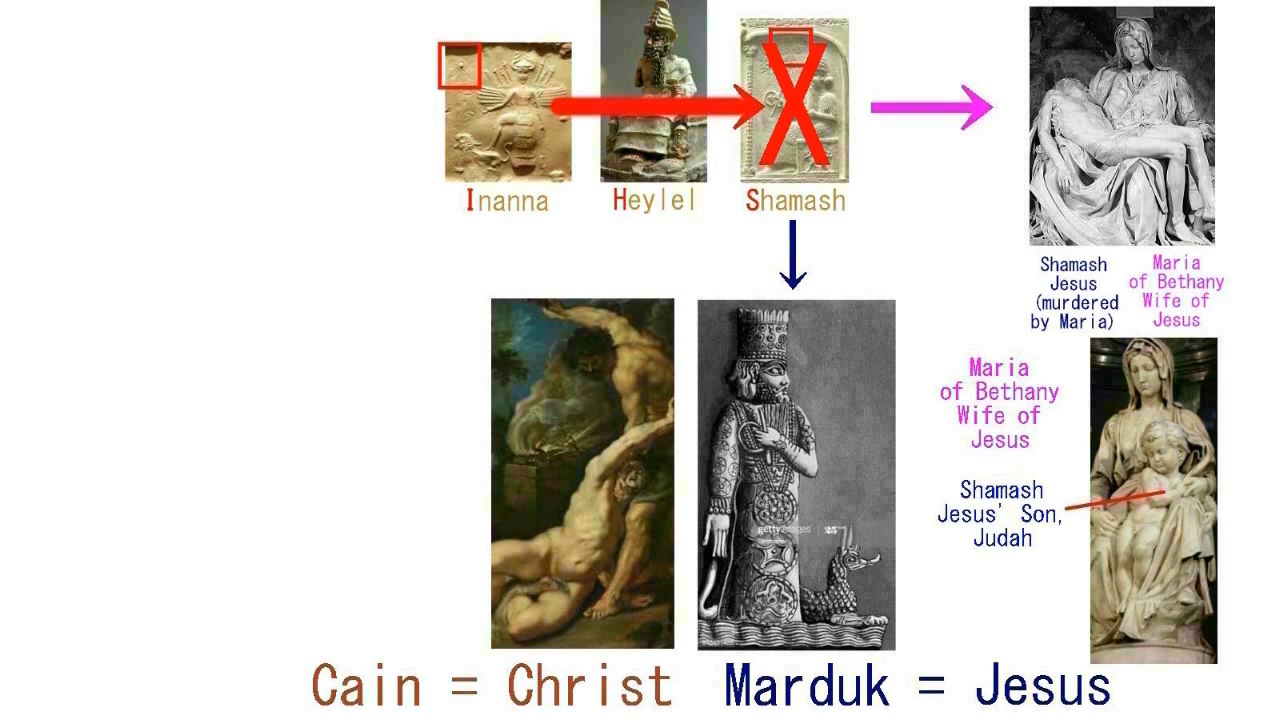 Inanna
Heylel
Shamash
Shamash
Jesus
(murdered
by Maria)
Maria
of Bethany
Wife of
Jesus
Maria
of Bethany
Wife of
Jesus
Shamash
Jesus' Son,
Judah
gettyimages
Cain = Christ
Marduk = Jesus